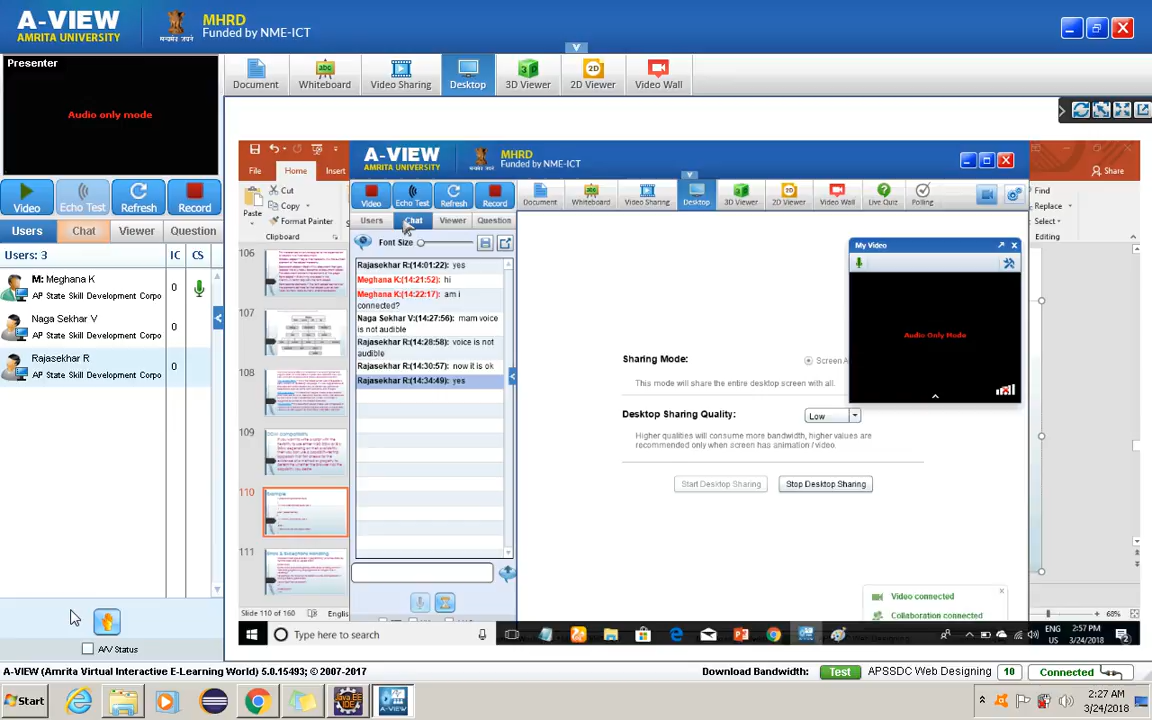 A-VIEW
AMRITA UNIVERSITY
MHRD
Funded by NME-ICT
Presenter
Audio only mode
Document
Whiteboard
Video Sharing
Desktop
3D Viewer
2D Viewer
Video Wall
Video
Echo Test
Refresh
Record
Users
Chat
Viewer
Question
Users: 3
IC
CS
M: Meghana K
AP State Skill Development Corpo
0
Naga Sekhar V
AP State Skill Development Corpo
0
Rajasekhar R
AP State Skill Development Corpo
0
A/V Status
File
Home
Insert
Cut
Copy
Paste
Format Painter
Clipboard
106
107
108
109
110
111
Slide 110 of 160
English
A-VIEW
AMRITA UNIVERSITY
MHRD
Funded by NME-ICT
Video
Echo Test
Refresh
Record
Document
Whiteboard
Video Sharing
Desktop
3D Viewer
2D Viewer
Video Wall
Live Quiz
Polling
Users
Chat
Viewer
Question
Font Size
Rajasekhar R:(14:01:22): yes
Meghana K:(14:21:52): hi
Meghana K:(14:22:17): am i
connected?
Naga Sekhar V:(14:27:56): mam voice
is not audible
Rajasekhar R:(14:28:58): voice is not
audible
Rajasekhar R:(14:30:57): now it is ok
Rajasekhar R:(14:34:49): yes
My Video
Audio Only Mode
Sharing Mode:
Screen
This mode will share the entire desktop screen with all.
Desktop Sharing Quality:
Low
Higher qualities will consume more bandwidth, higher values are
recommended only when screen has animation / video.
Start Desktop Sharing
Stop Desktop Sharing
Video connected
Collaboration connected
Share
Find
Replace
Select
Editing
68%
Type here to search
ENG
US
2:57 PM
3/24/2018
A-VIEW (Amrita Virtual Interactive E-Learning World) 5.0.15493; © 2007-2017
Download Bandwidth:
Test
APSSDC Web Designing
10
Connected
Start
2:27 AM
3/24/2018